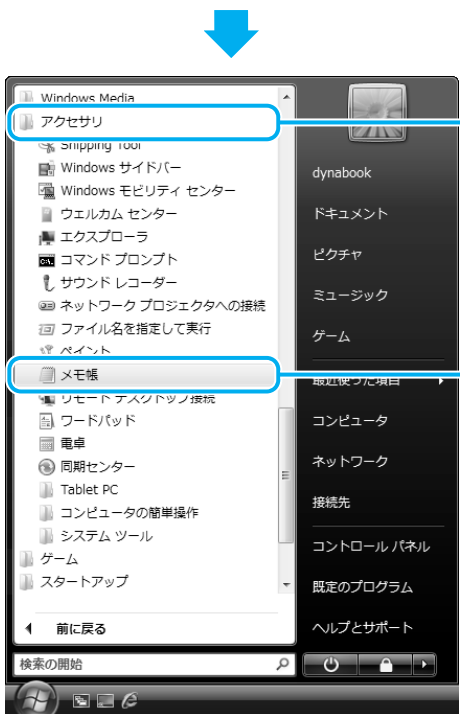 Windows Media
アクセサリ
Snipping Tool
Windows サイドバー
Windows モビリティ センター
ウェルカム センター
エクスプローラ
コマンド プロンプト
サウンド レコーダー
ネットワーク プロジェクタへの接続
ファイル名を指定して実行
ペイント
メモ帳
リモート デスクトップ接続
ワードパッド
電卓
同期センター
Tablet PC
コンピュータの簡単操作
システム ツール
ゲーム
スタートアップ
前に戻る
検索の開始
dynabook
ドキュメント
ピクチャ
ミュージック
ゲーム
最近使った項目
コンピュータ
ネットワーク
接続先
コントロール パネル
既定のプログラム
ヘルプとサポート